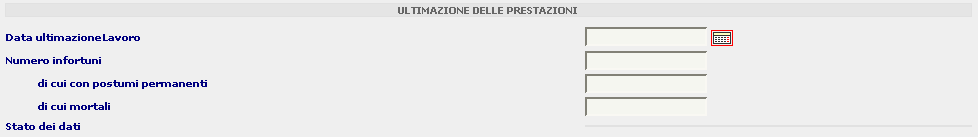 ULTIMAZIONE DELLE PRESTAZIONI
Data ultimazioneLavoro
Numero infortuni
di cui con postumi permanenti
di cui mortali
Stato dei dati